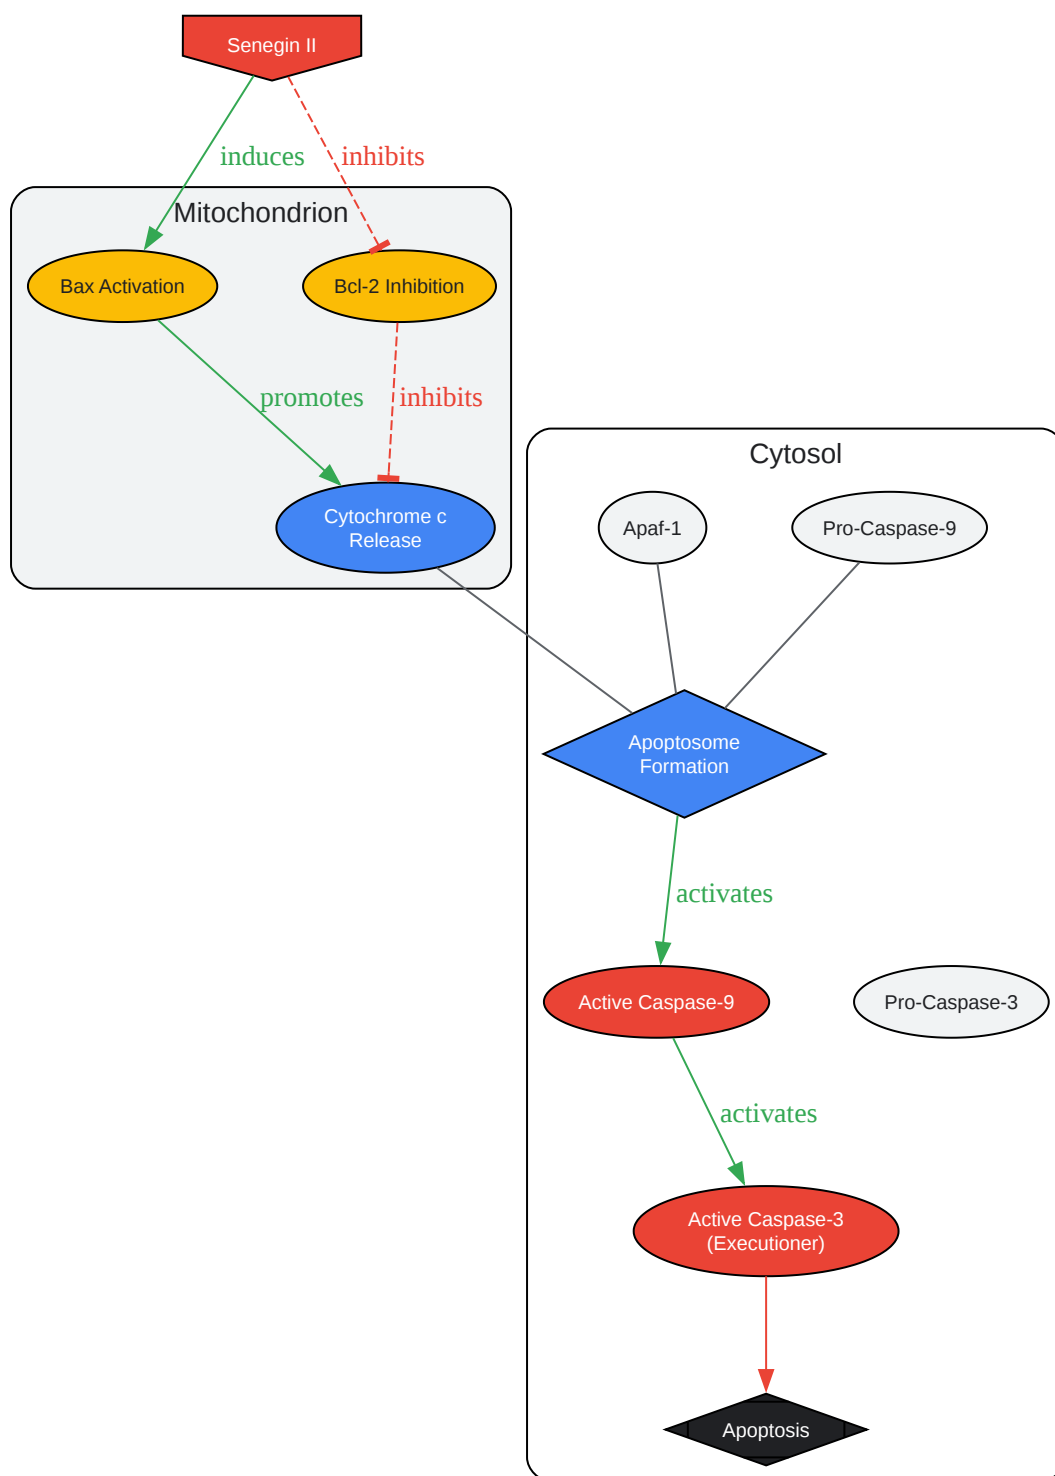 Senegin II
induces
inhibits
Mitochondrion
Bax Activation
Bcl-2 Inhibition
promotes
inhibits
Cytosol
Cytochrome c
Release
Apaf-1
Pro-Caspase-9
Apoptosome
Formation
activates
Active Caspase-9
Pro-Caspase-3
activates
Active Caspase-3
(Executioner)
Apoptosis